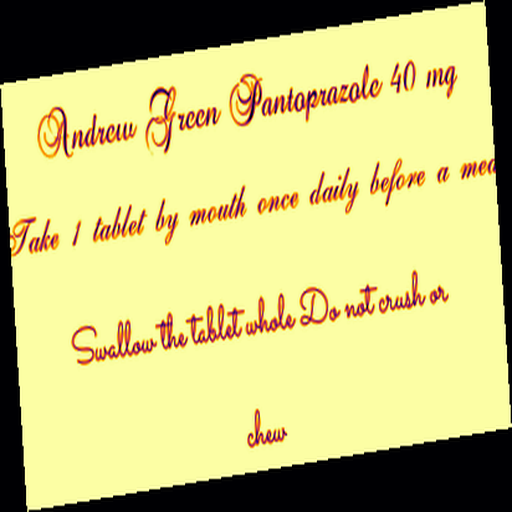 Andrew Green Pantoprazole 40 mg
Take 1 tablet by mouth once daily before a mea
Swallow the tablet whole Do not crush or
chew